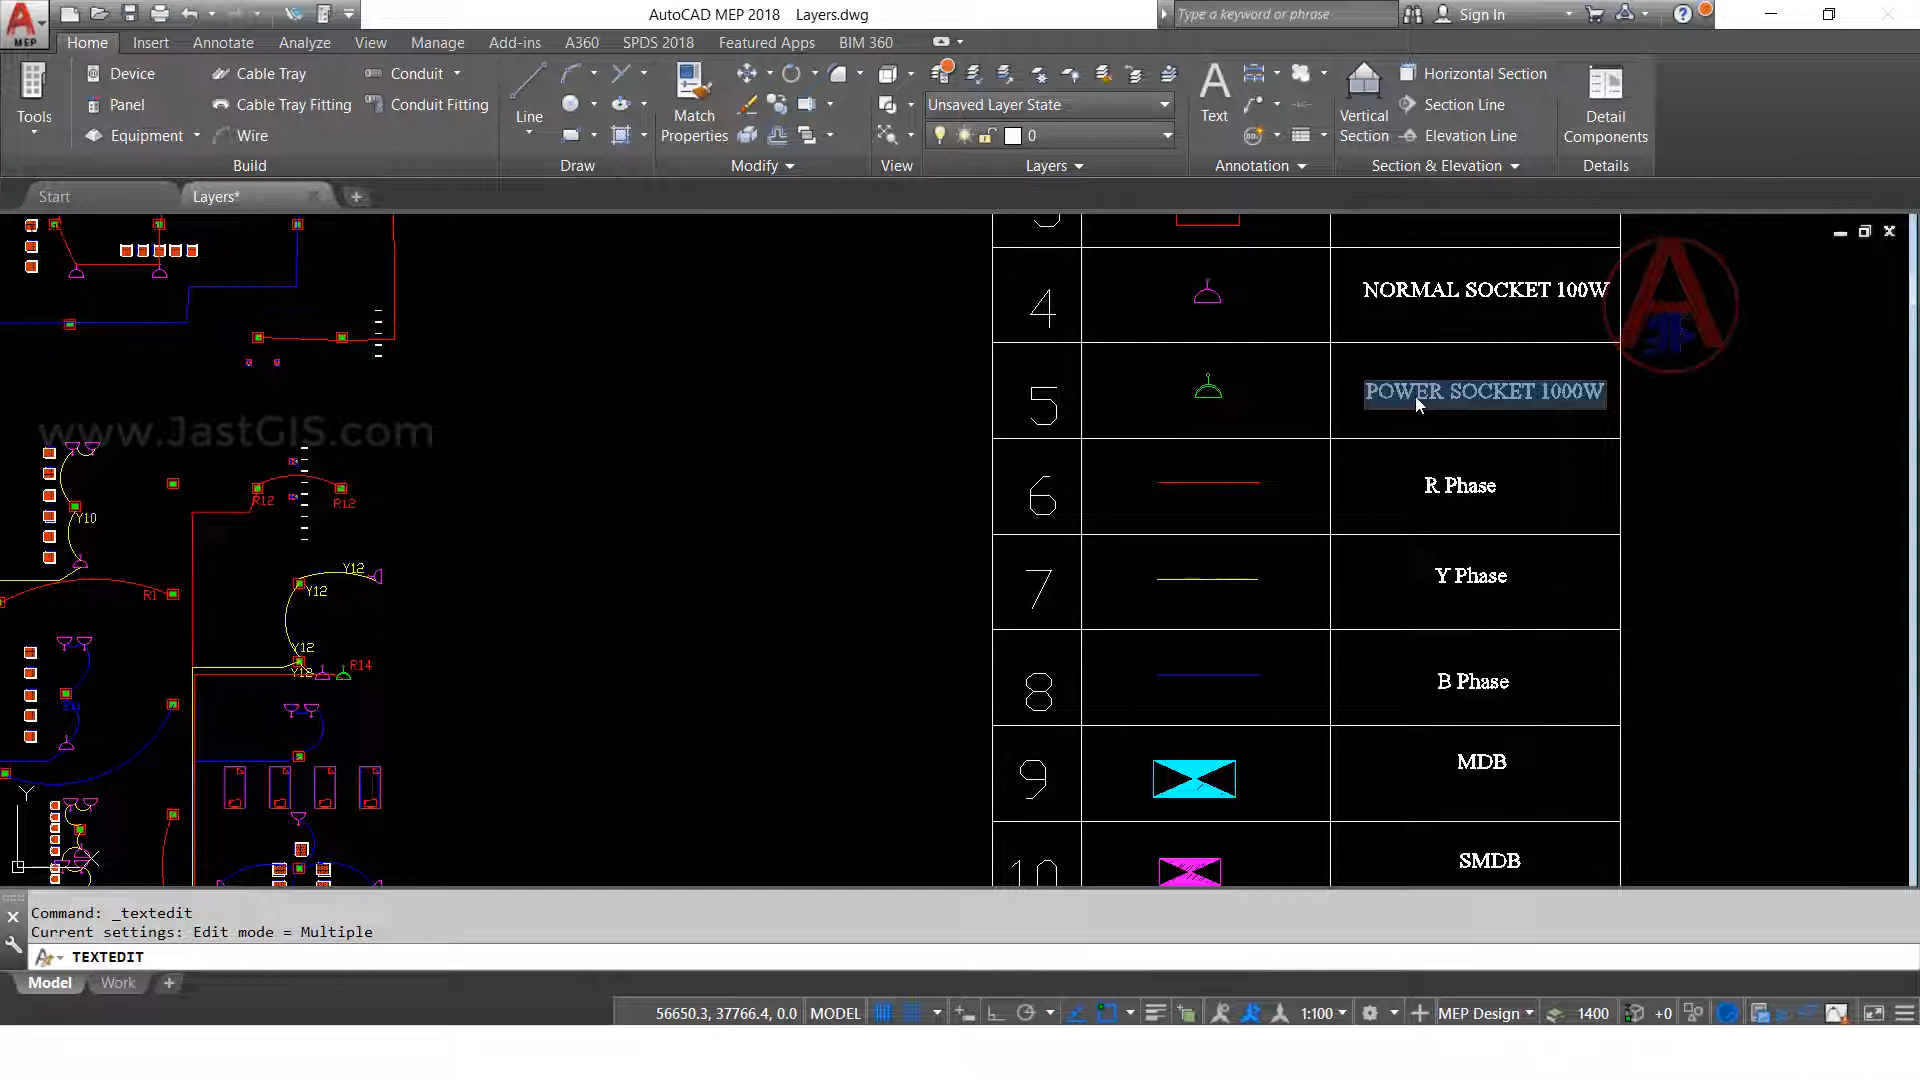 AutoCAD MEP 2018 Layers.dwg
Type a keyword or phrase
Sign In
MEP
Home Insert Annotate Analyze View Manage Add-ins A360 SPDS 2018 Featured Apps BIM 360
Tools
Device
Panel
Equipment
Cable Tray
Cable Tray Fitting
Wire
Conduit
Conduit Fitting
Build
Line
Draw
Match
Properties
Modify
View
Unsaved Layer State
0
Layers
Text
Annotation
Vertical
Section
Horizontal Section
Section Line
Elevation Line
Section & Elevation
Detail
Components
Details
Start
Layers*
4 NORMAL SOCKET 100W
5 POWER SOCKET 1000W
6 R Phase
7 Y Phase
8 B Phase
9 MDB
10 SMDB
www.JastGIS.com
R12
R12
Y10
Y12
Y12
R1
Y12
Y12
R14
Y
X
Command: _textedit
Current settings: Edit mode = Multiple
TEXTEDIT
Model Work
56650.3, 37766.4, 0.0 MODEL 1:100 MEP Design 1400 +0